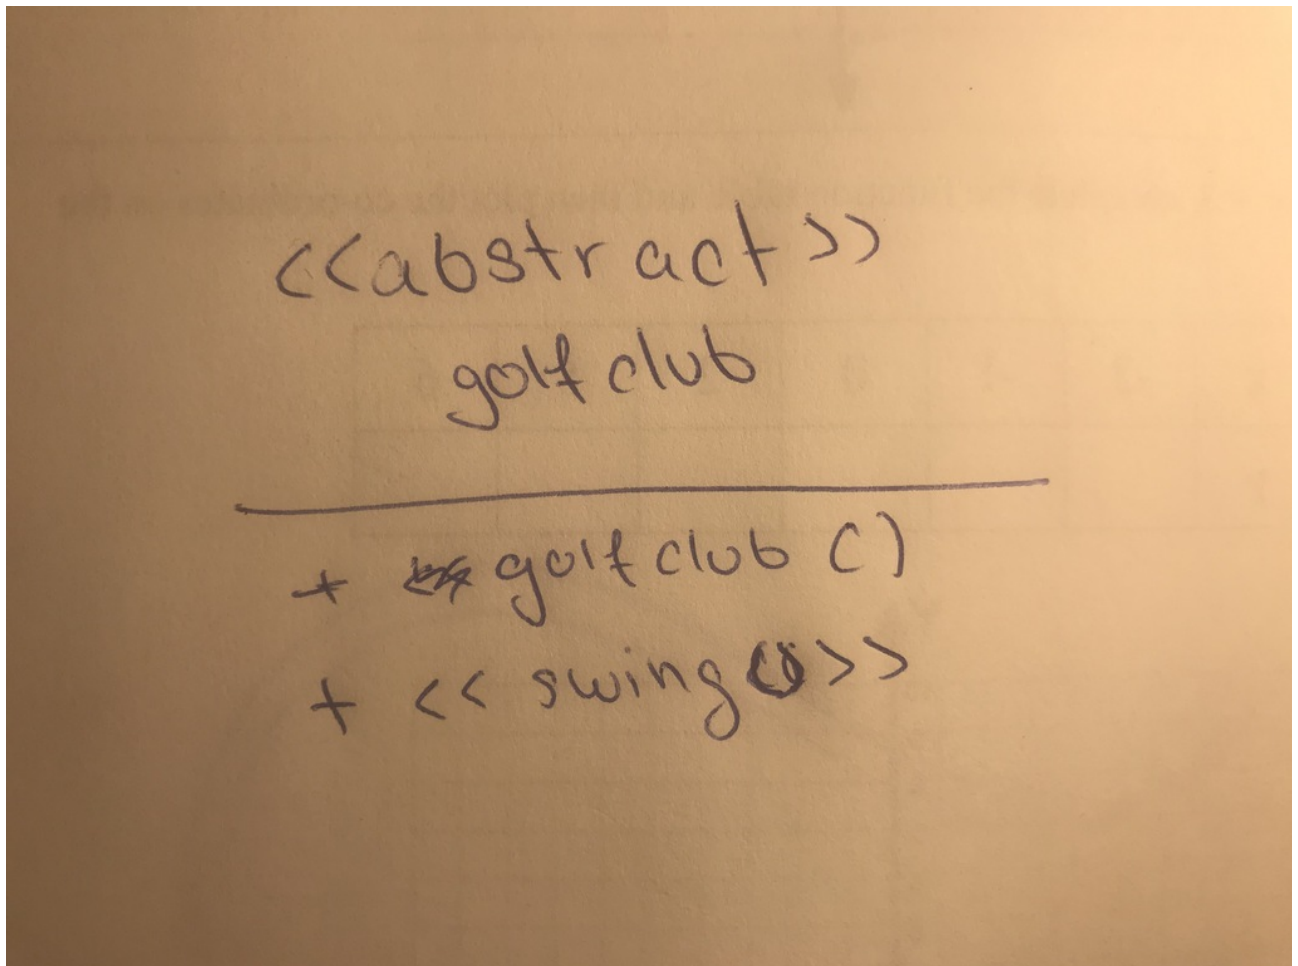 <<abstract>>
golf club
+ golf club ()
+ << swing () >>